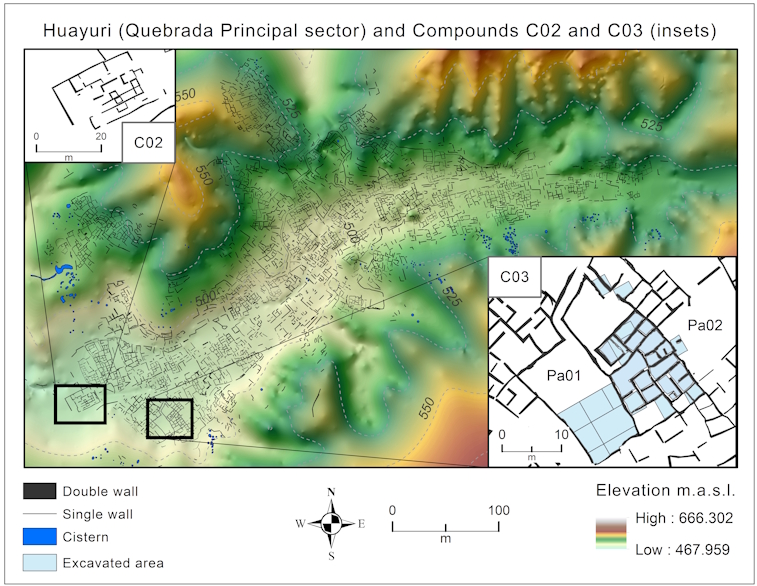 Huayuri (Quebrada Principal sector) and Compounds C02 and C03 (insets)
550
525
0 20
m
C02
525
550
500
500
525
C03
Pa02
Pa01
550
0 10
m
Double wall
Single wall
Cistern
Excavated area
N
W E
S
0 100
m
Elevation m.a.s.l.
High : 666.302
Low : 467.959